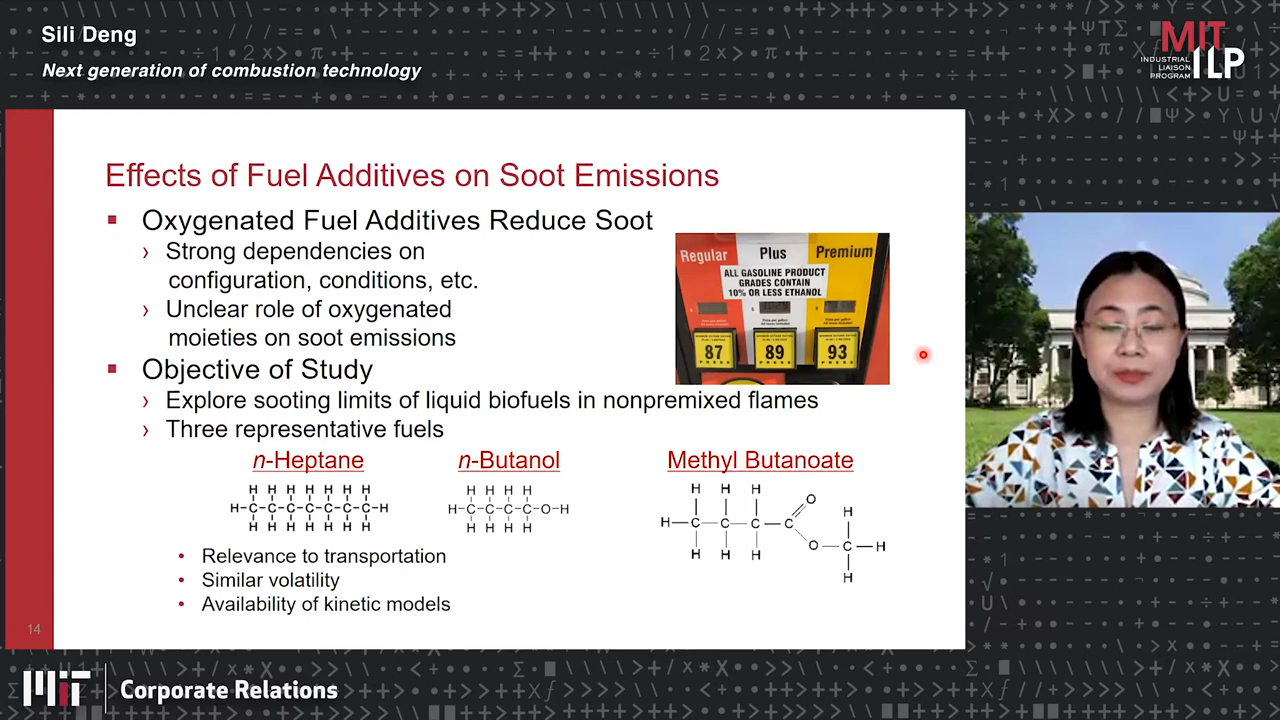 Sili Deng
Next generation of combustion technology
MIT
INDUSTRIAL
LIAISON
PROGRAM
ILP
Effects of Fuel Additives on Soot Emissions
Oxygenated Fuel Additives Reduce Soot
Strong dependencies on
configuration, conditions, etc.
Unclear role of oxygenated
moieties on soot emissions
Regular Plus Premium
ALL GASOLINE PRODUCT
GRADES CONTAIN
10% OR LESS ETHANOL
87 89 93
PRESS PRESS PRESS
Objective of Study
Explore sooting limits of liquid biofuels in nonpremixed flames
Three representative fuels
n-Heptane n-Butanol Methyl Butanoate
H H H H H H H
H-C-C-C-C-C-C-C-H
H H H H H H H
H H H H
H-C-C-C-C-O-H
H H H H
H H H O H
H-C-C-C-C
O-C-H
H H H H
Relevance to transportation
Similar volatility
Availability of kinetic models
14
MIT Corporate Relations